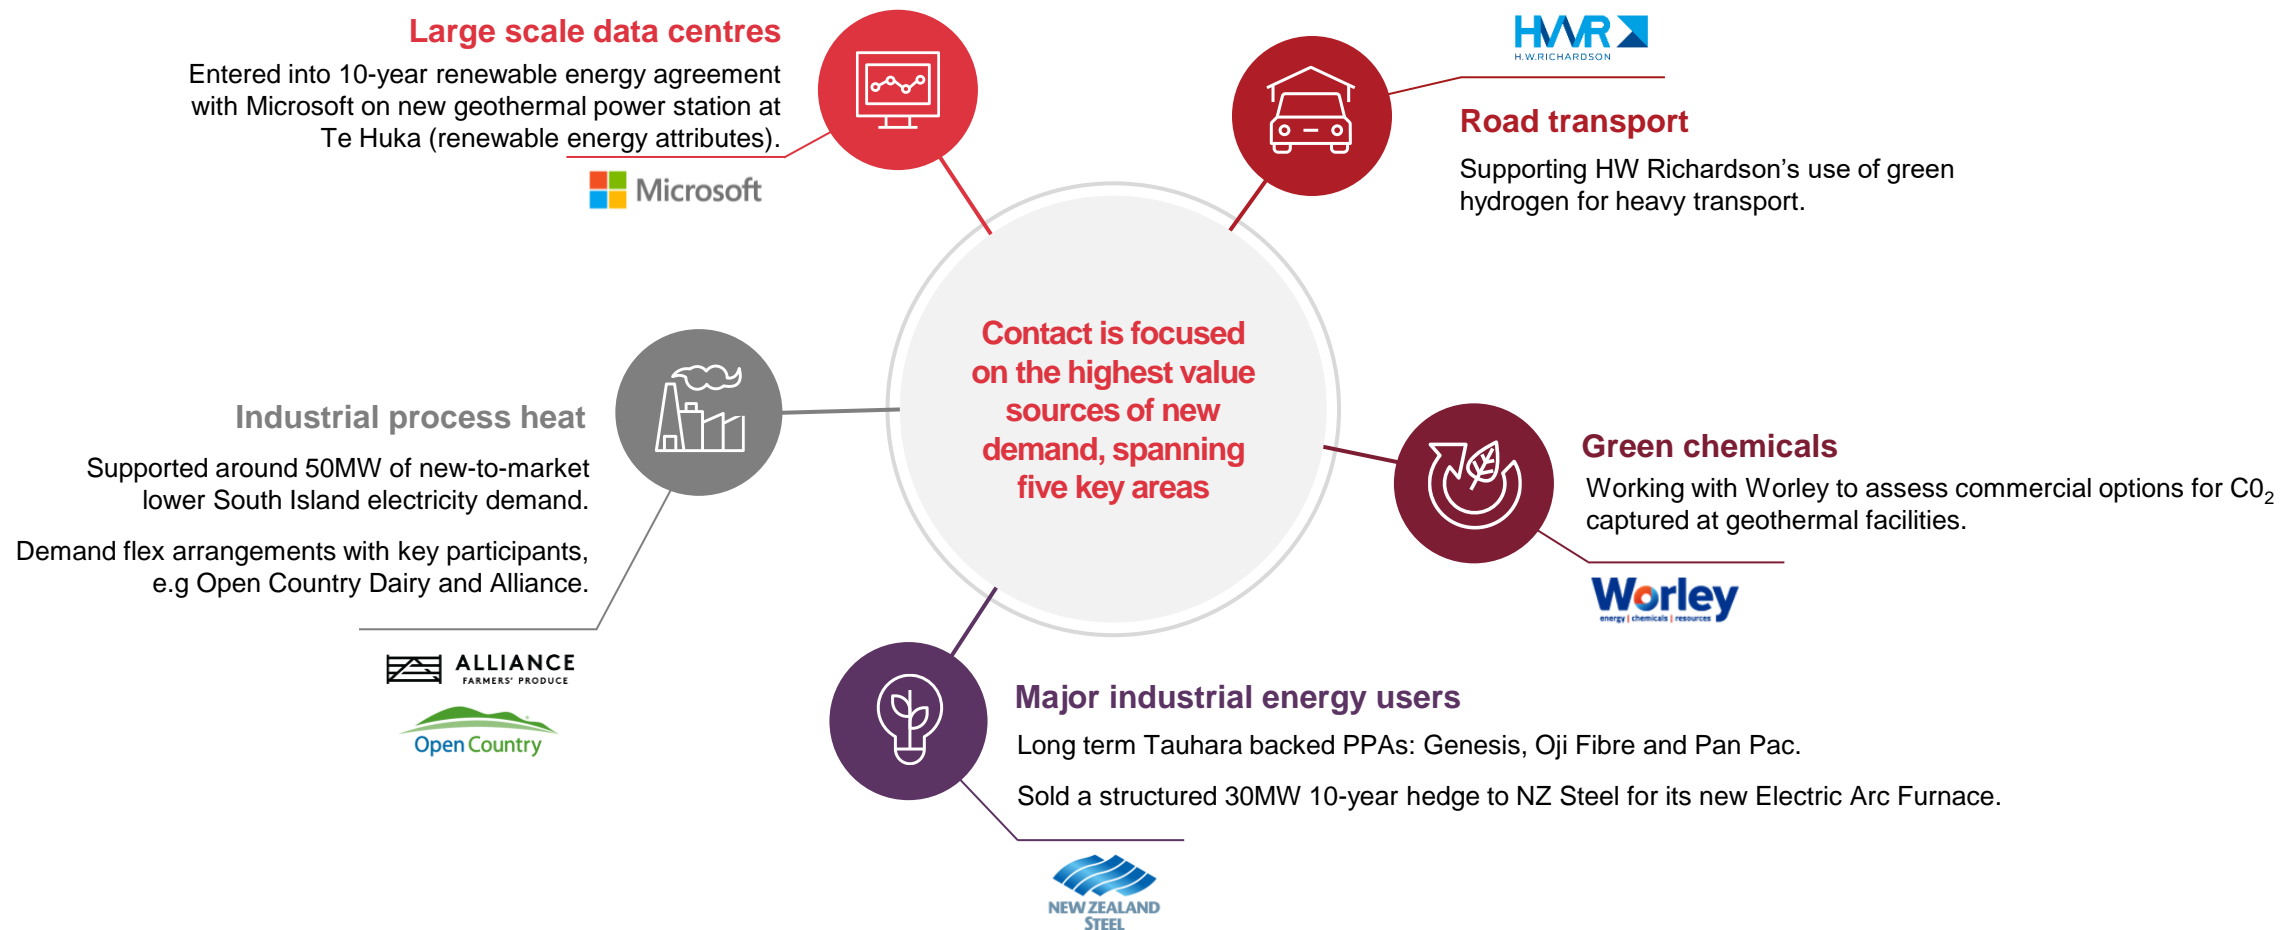 Large scale data centres
Entered into 10-year renewable energy agreement
with Microsoft on new geothermal power station at
Te Huka (renewable energy attributes).
Microsoft
HWR
H.W.RICHARDSON
Road transport
Supporting HW Richardson’s use of green
hydrogen for heavy transport.
Contact is focused
on the highest value
sources of new
demand, spanning
five key areas
Industrial process heat
Supported around 50MW of new-to-market
lower South Island electricity demand.
Demand flex arrangements with key participants,
e.g Open Country Dairy and Alliance.
ALLIANCE
FARMERS' PRODUCE
Open Country
Green chemicals
Working with Worley to assess commercial options for C0₂
captured at geothermal facilities.
Worley
energy | chemicals | resources
Major industrial energy users
Long term Tauhara backed PPAs: Genesis, Oji Fibre and Pan Pac.
Sold a structured 30MW 10-year hedge to NZ Steel for its new Electric Arc Furnace.
NEW ZEALAND
STEEL